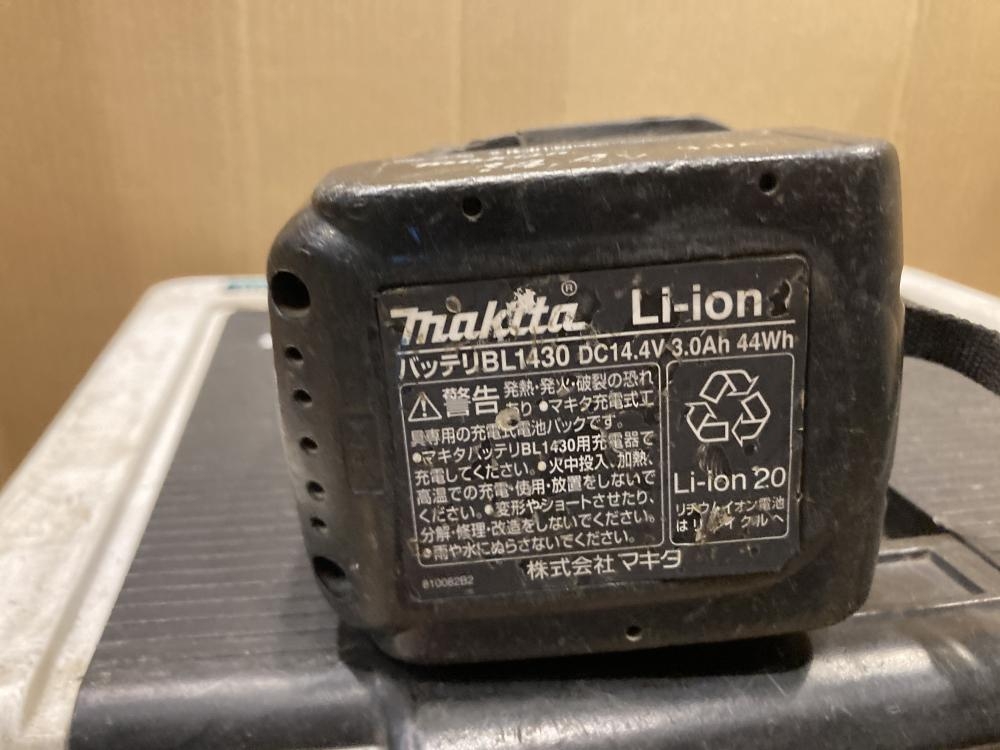 14.4V 3.0Ah
makita® Li-ion
バッテリBL1430 DC14.4V 3.0Ah 44Wh
警告 発熱・発火・破裂の恐れ
あり ●マキタ充電式工
具専用の充電式電池パックです。
●マキタバッテリBL1430用充電器で
充電してください。●火中投入、加熱、
高温での充電・使用・放置をしないで
ください。●変形やショートさせたり、
分解・修理・改造をしないでください。
●雨や水にぬらさないでください。
Li-ion 20
リチウムイオン電池
はリサイクルへ
株式会社 マキタ
810082B2